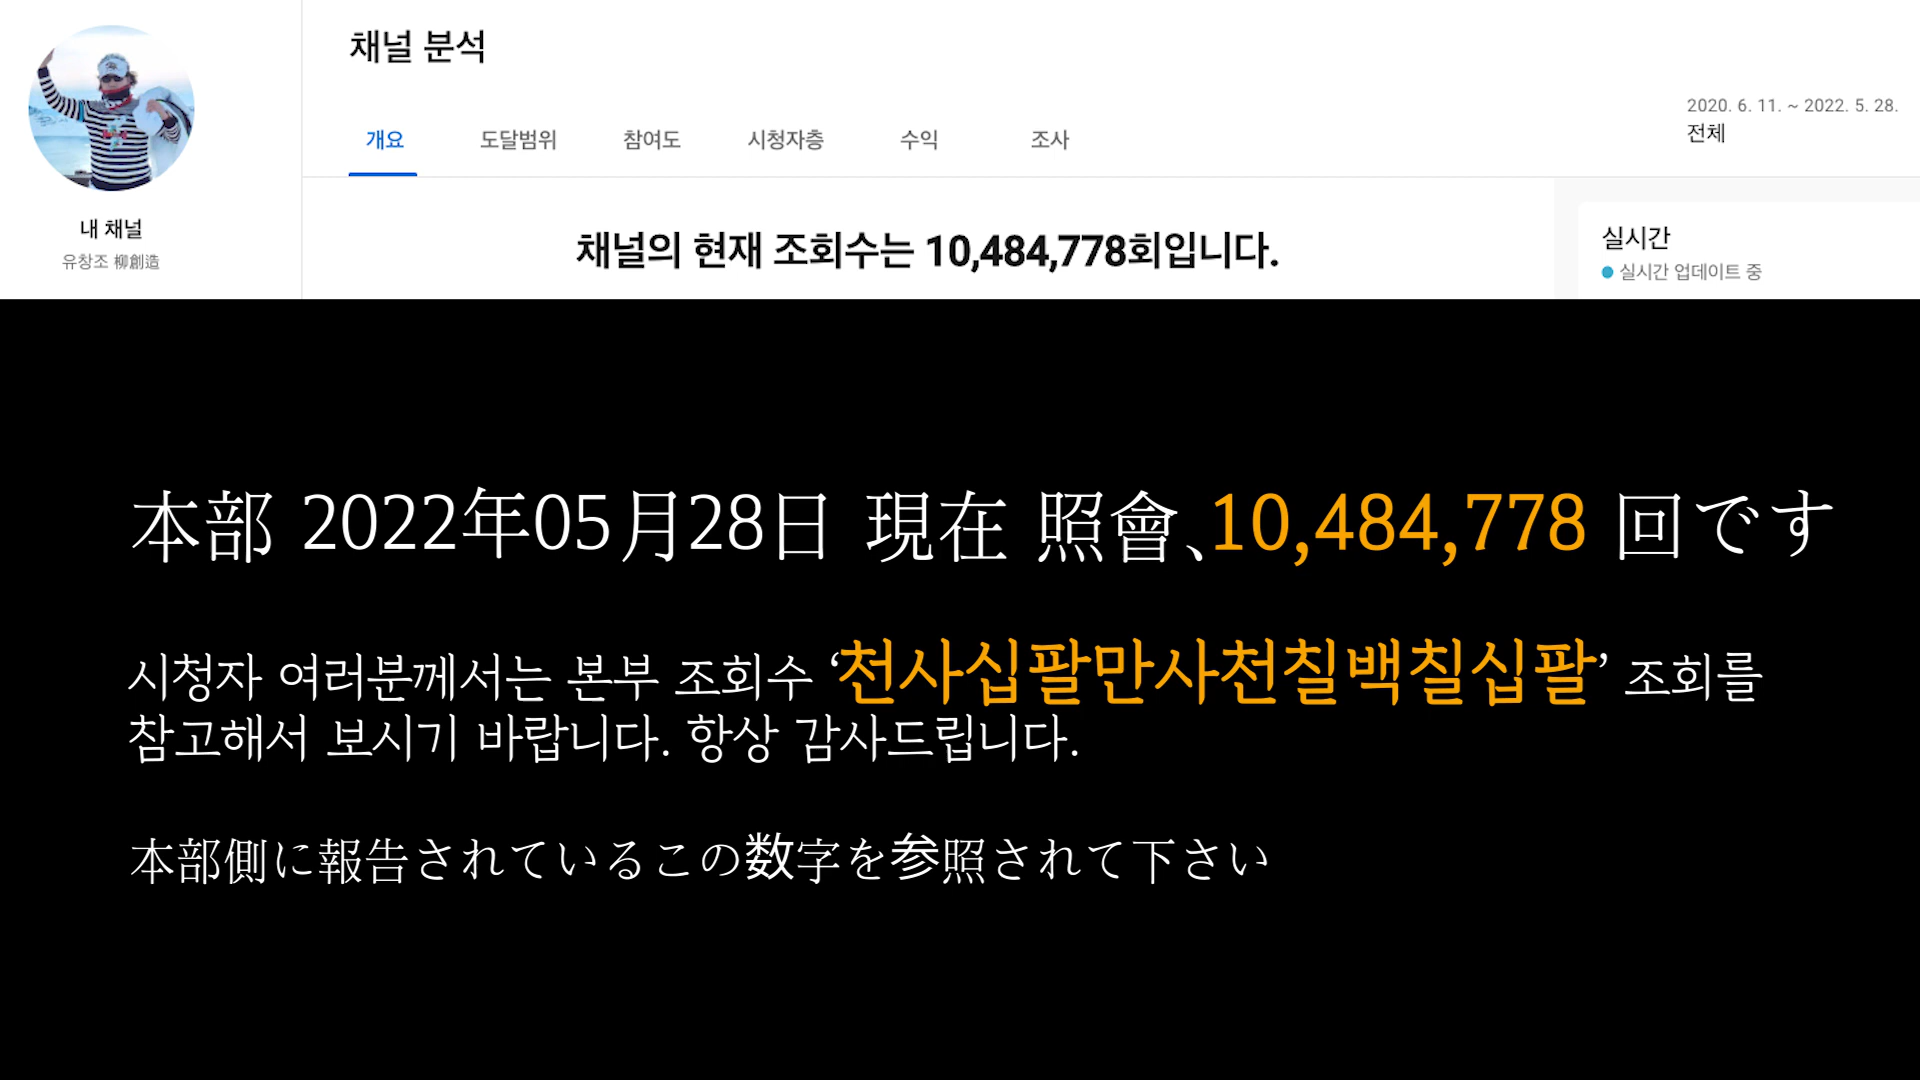 채널 분석
2020. 6. 11. ~ 2022. 5. 28.
전체
개요 도달범위 참여도 시청자층 수익 조사
내 채널
유창조 柳創造
채널의 현재 조회수는 10,484,778회입니다.
실시간
실시간 업데이트 중
本部 2022年05月28日 現在 照會、10,484,778 回です
시청자 여러분께서는 본부 조회수 ‘천사십팔만사천칠백칠십팔’ 조회를
참고해서 보시기 바랍니다. 항상 감사드립니다.
本部側に報告されているこの数字を参照されて下さい